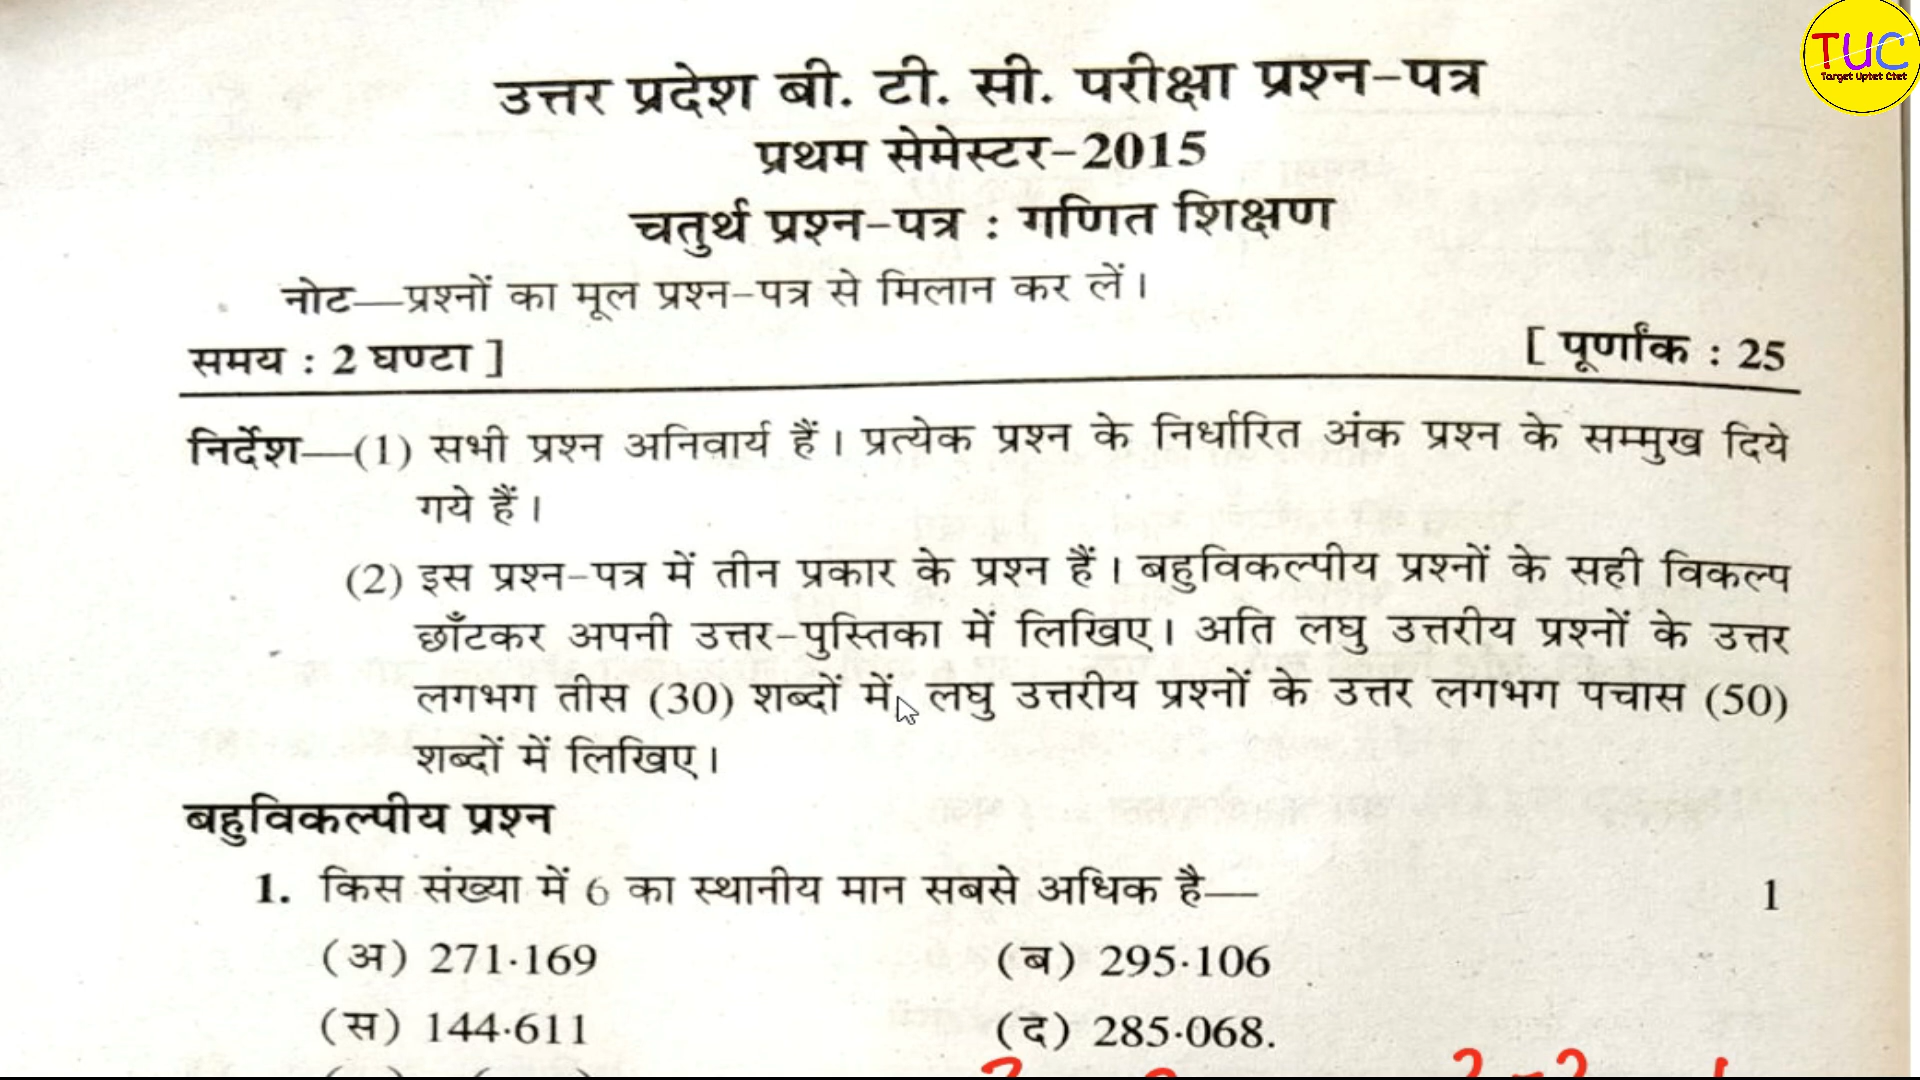 TUC
Target Uptet Ctet
उत्तर प्रदेश बी. टी. सी. परीक्षा प्रश्न-पत्र
प्रथम सेमेस्टर-2015
चतुर्थ प्रश्न-पत्र : गणित शिक्षण
नोट—प्रश्नों का मूल प्रश्न-पत्र से मिलान कर लें।
समय : 2 घण्टा ] [ पूर्णांक : 25
निर्देश—(1) सभी प्रश्न अनिवार्य हैं। प्रत्येक प्रश्न के निर्धारित अंक प्रश्न के सम्मुख दिये
गये हैं।
(2) इस प्रश्न-पत्र में तीन प्रकार के प्रश्न हैं। बहुविकल्पीय प्रश्नों के सही विकल्प
छाँटकर अपनी उत्तर-पुस्तिका में लिखिए। अति लघु उत्तरीय प्रश्नों के उत्तर
लगभग तीस (30) शब्दों में, लघु उत्तरीय प्रश्नों के उत्तर लगभग पचास (50)
शब्दों में लिखिए।
बहुविकल्पीय प्रश्न
1. किस संख्या में 6 का स्थानीय मान सबसे अधिक है— 1
(अ) 271·169 (ब) 295·106
(स) 144·611 (द) 285·068.